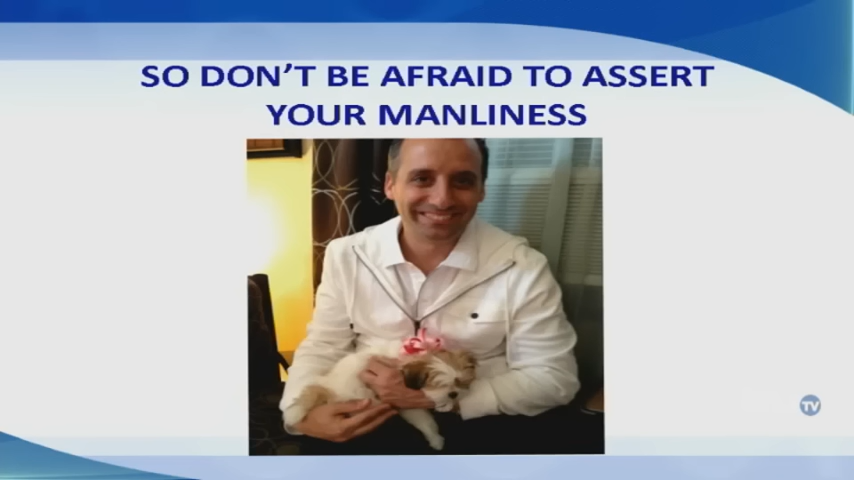 SO DON'T BE AFRAID TO ASSERT
YOUR MANLINESS
TV